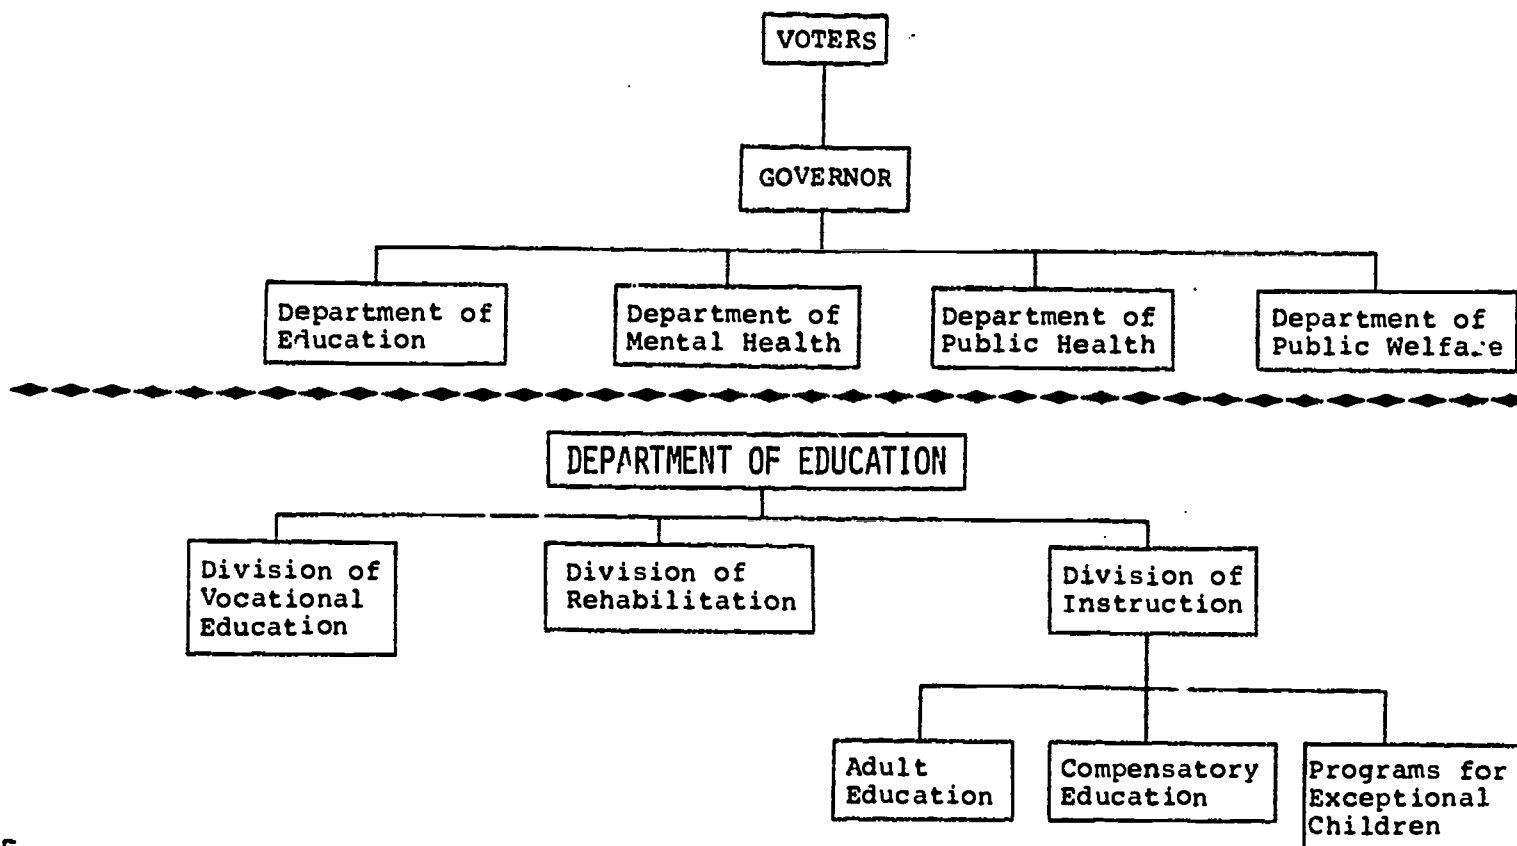 VOTERS
GOVERNOR
Department of
Education
Department of
Mental Health
Department of
Public Health
Department of
Public Welfare
DEPARTMENT OF EDUCATION
Division of
Vocational
Education
Division of
Rehabilitation
Division of
Instruction
Adult
Education
Compensatory
Education
Programs for
Exceptional
Children